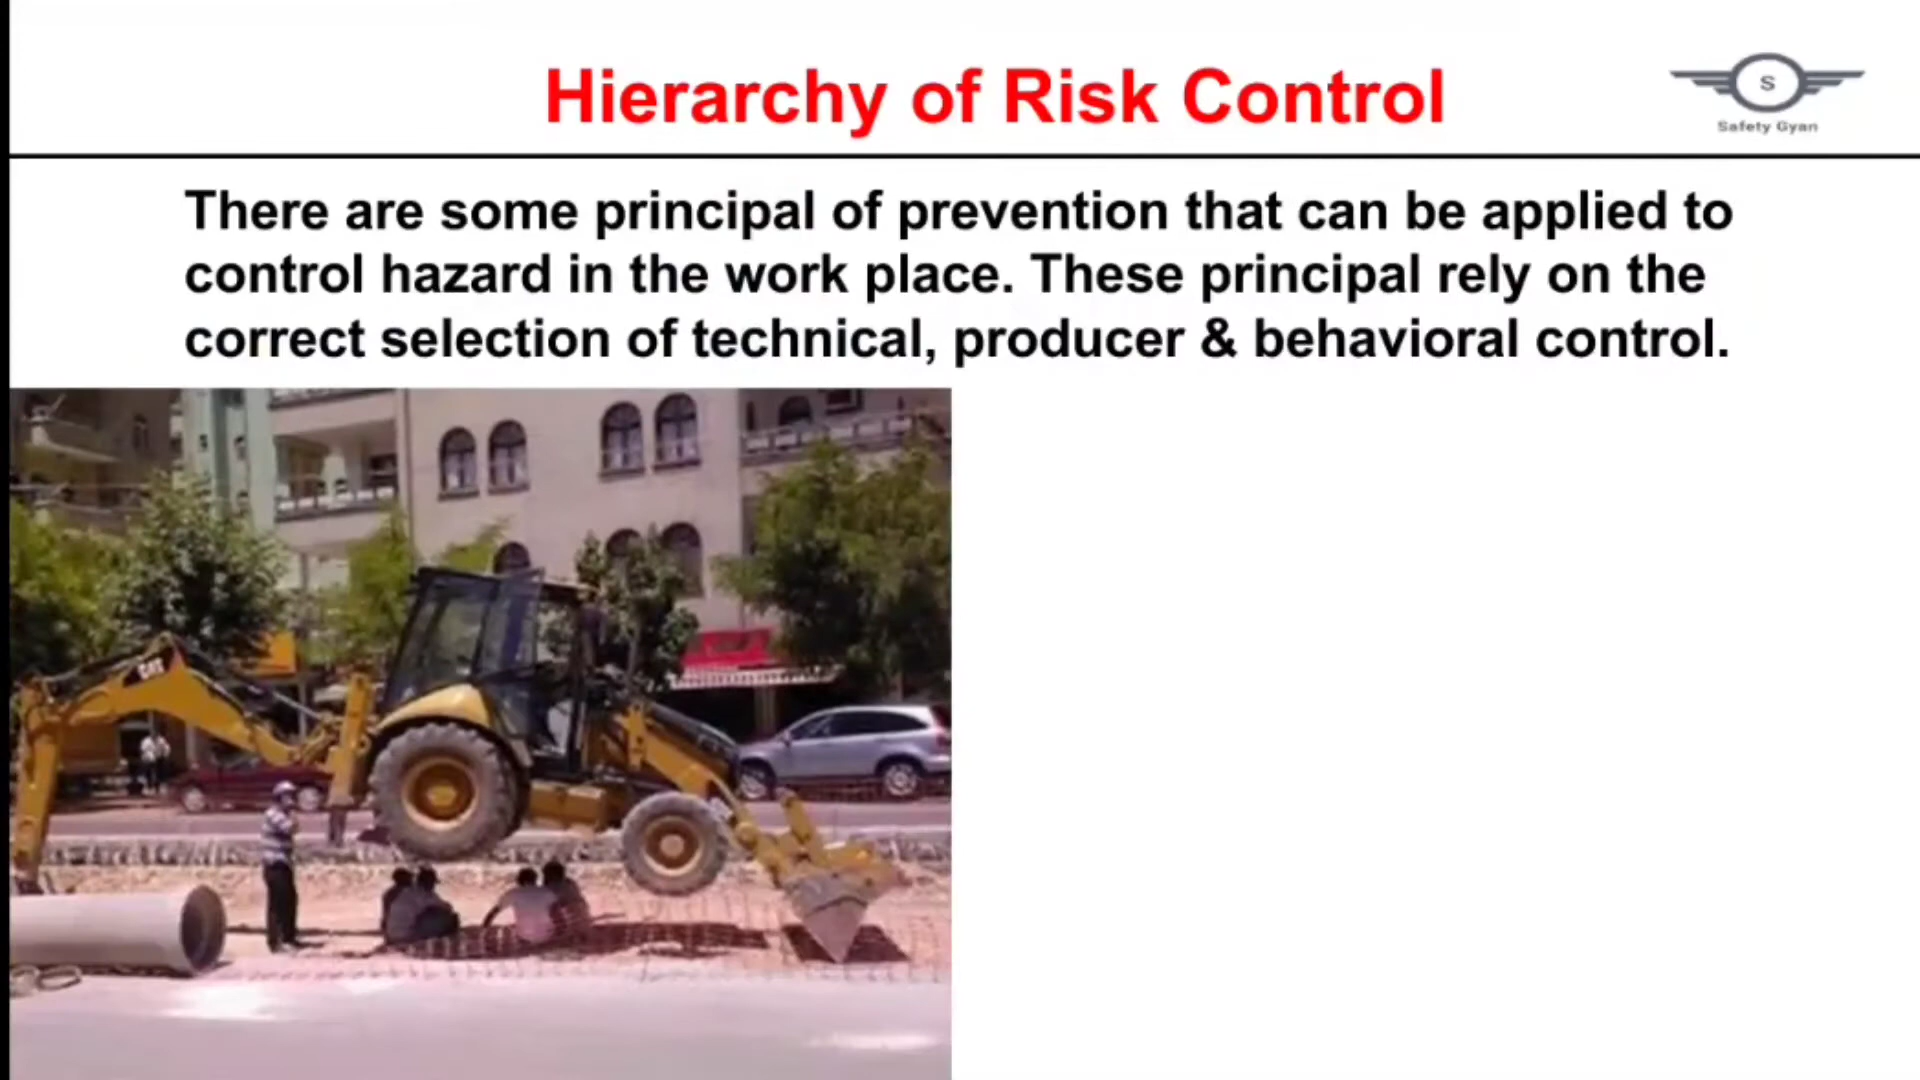 Hierarchy of Risk Control
S
Safety Gyan
There are some principal of prevention that can be applied to
control hazard in the work place. These principal rely on the
correct selection of technical, producer & behavioral control.
CAT